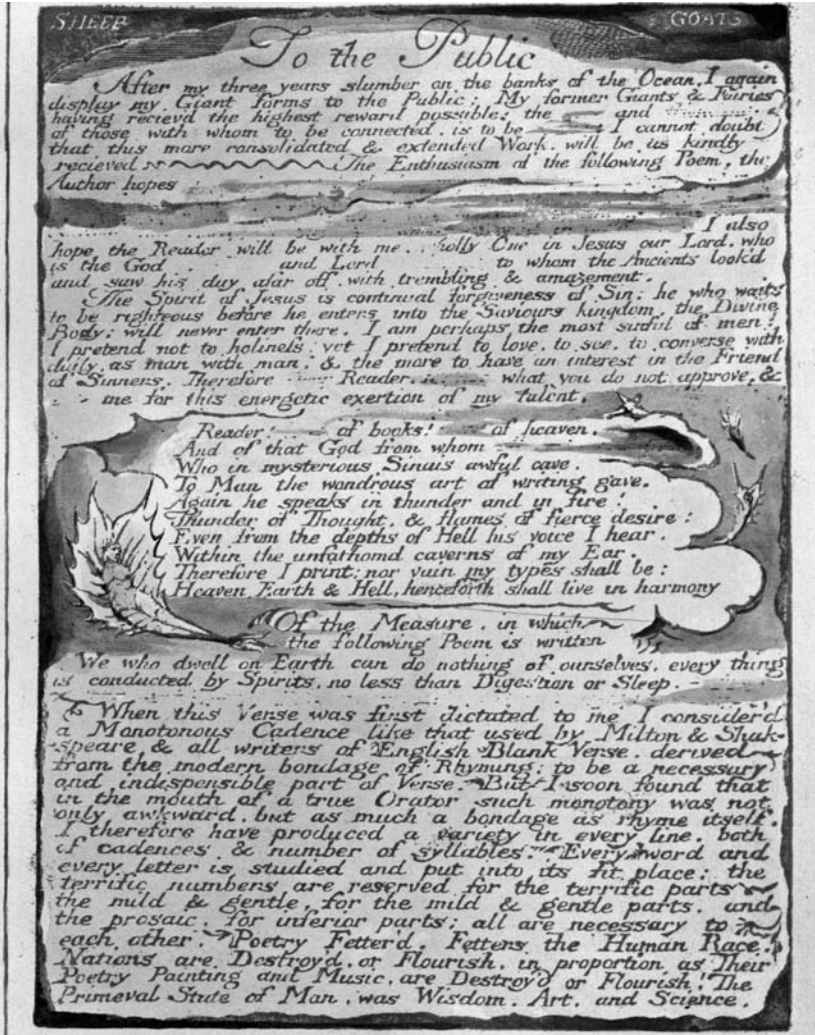 SHEEP
GOATS
To the Public
After my three years slumber on the banks of the Ocean, I again
display my Giant forms to the Public: My former Giants & Fairies
having reciev'd the highest reward possible: the and
of those with whom to be connected, is to be I cannot doubt
that this more consolidated & extended Work, will be as kindly
recieved The Enthusiasm of the following Poem, the
Author hopes
I also
hope the Reader will be with me, holly One in Jesus our Lord, who
is the God and Lord to whom the Ancients look'd
and saw his day afar off, with trembling & amazement.
The Spirit of Jesus is continual forgiveness of Sin: he who waits
to be righteous before he enters into the Saviours kingdom, the Divine
Body; will never enter there. I am perhaps the most sinful of men!
I pretend not to holiness: yet I pretend to love, to see, to converse with
daily, as man with man, & the more to have an interest in the Friend
of Sinners. Therefore Reader, what you do not approve, &
me for this energetic exertion of my talent.
Reader! of books! of heaven,
And of that God from whom
Who in mysterious Sinais awful cave,
To Man the wondrous art of writing gave,
Again he speaks in thunder and in fire!
Thunder of Thought, & flames of fierce desire:
Even from the depths of Hell his voice I hear,
Within the unfathomd caverns of my Ear.
Therefore I print; nor vain my types shall be:
Heaven, Earth & Hell, henceforth shall live in harmony
Of the Measure, in which
the following Poem is written
We who dwell on Earth can do nothing of ourselves, every thing
is conducted by Spirits, no less than Digestion or Sleep.
When this Verse was first dictated to me I consider'd
a Monotonous Cadence like that used by Milton & Shak-
-speare & all writers of English Blank Verse, derived
from the modern bondage of Rhyming; to be a necessary
and indispensible part of Verse. But I soon found that
in the mouth of a true Orator such monotony was not
only awkward, but as much a bondage as rhyme itself.
I therefore have produced a variety in every line, both
of cadences & number of syllables. Every word and
every letter is studied and put into its fit place: the
terrific numbers are reserved for the terrific parts
the mild & gentle, for the mild & gentle parts, and
the prosaic, for inferior parts: all are necessary to
each other. Poetry Fetter'd, Fetters the Human Race!
Nations are Destroy'd, or Flourish, in proportion as Their
Poetry Painting and Music, are Destroy'd or Flourish! The
Primeval State of Man, was Wisdom, Art, and Science.